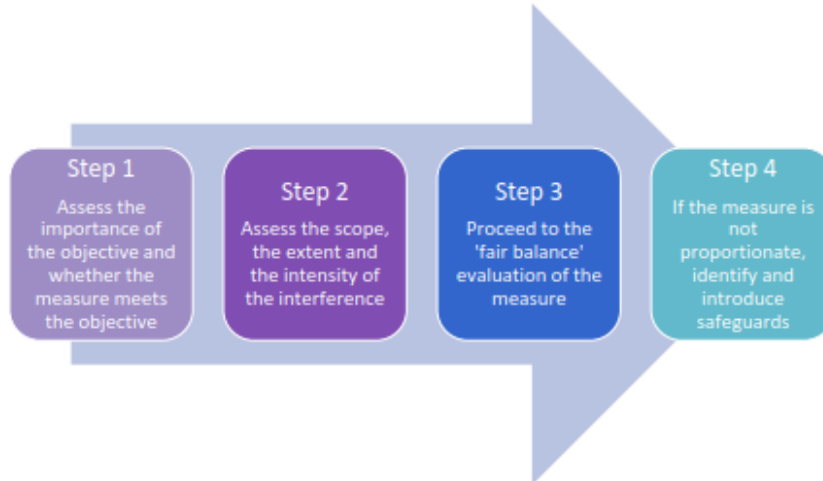 Step 1
Assess the
importance of
the objective and
whether the
measure meets
the objective
Step 2
Assess the scope,
the extent and
the intensity of
the interference
Step 3
Proceed to the
'fair balance'
evaluation of the
measure
Step 4
If the measure is
not
proportionate,
identify and
introduce
safeguards